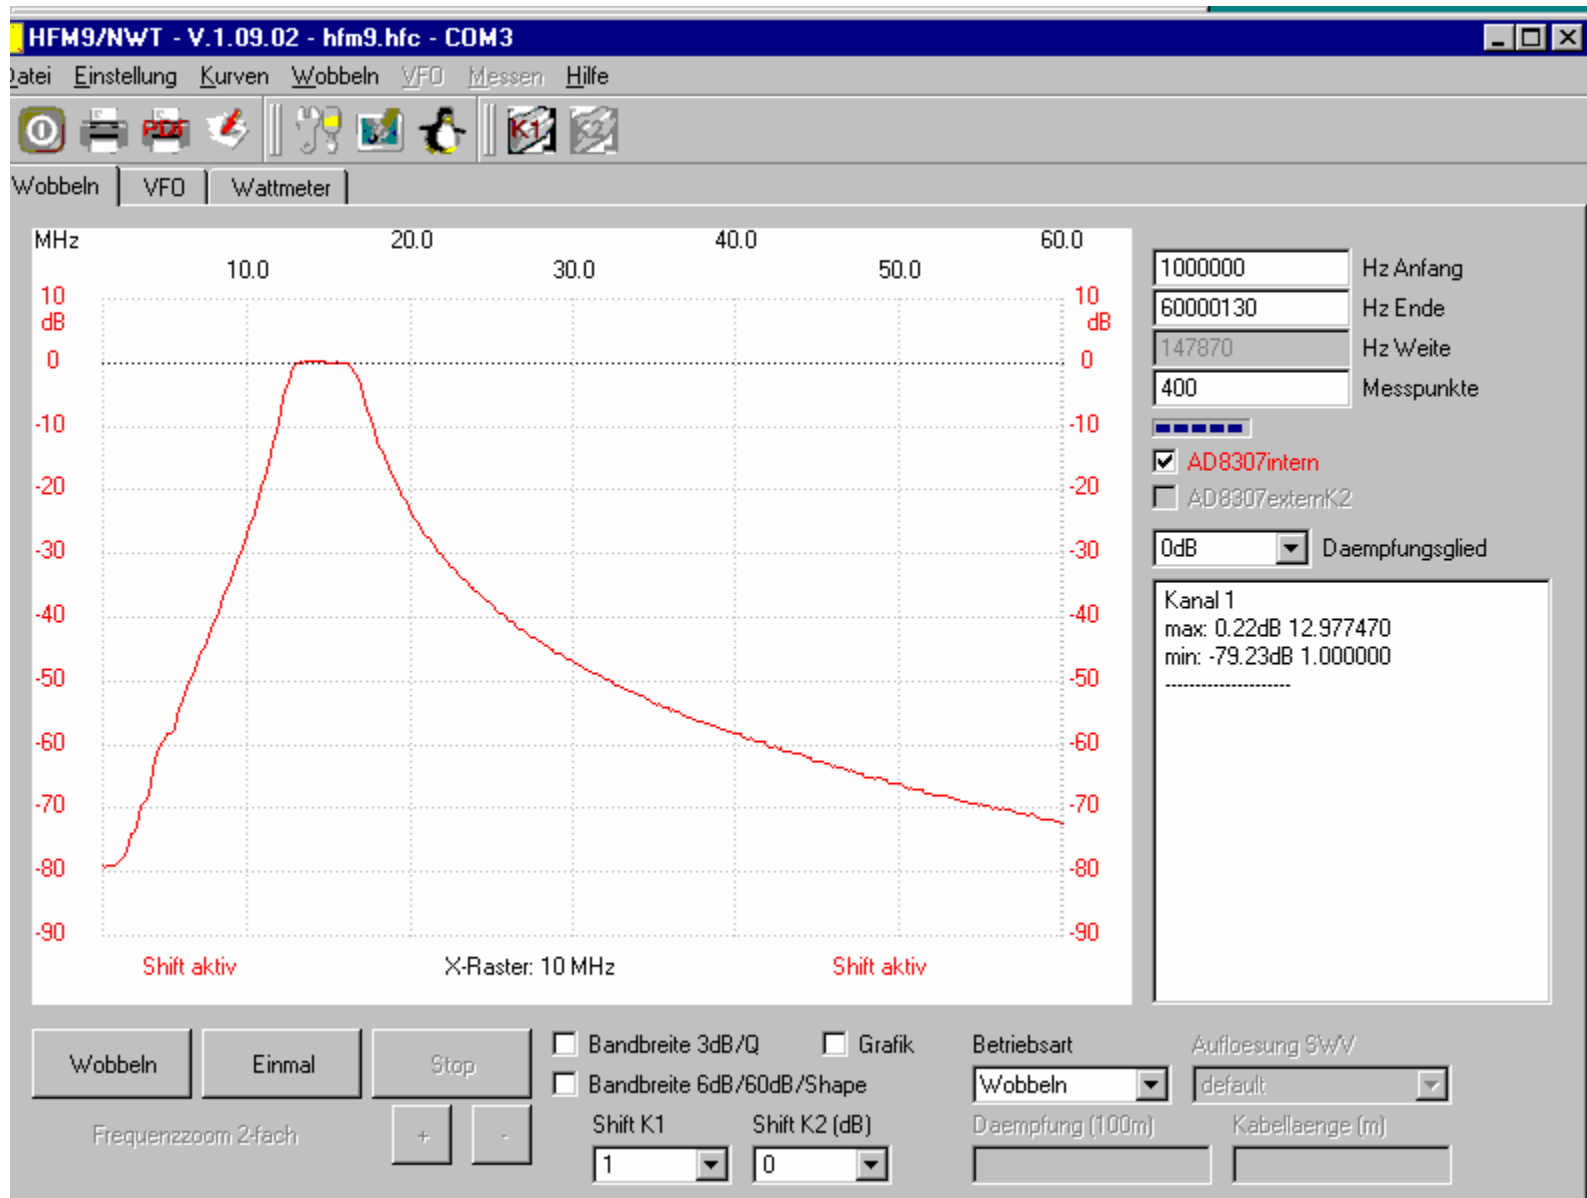 HFM9/NWT - V.1.09.02 - hfm9.hfc - COM3
Datei Einstellung Kurven Wobbeln VFO Messen Hilfe
PDF K1 K2
Wobbeln VFO Wattmeter
MHz 20.0 40.0 60.0
10.0 30.0 50.0
10 10
dB dB
0 0
-10 -10
-20 -20
-30 -30
-40 -40
-50 -50
-60 -60
-70 -70
-80 -80
-90 -90
Shift aktiv X-Raster: 10 MHz Shift aktiv
1000000 Hz Anfang
60000130 Hz Ende
147870 Hz Weite
400 Messpunkte
AD8307intern
AD8307externK2
0dB Daempfungsglied
Kanal 1
max: 0.22dB 12.977470
min: -79.23dB 1.000000
---------------------
Wobbeln Einmal Stop
Frequenzzoom 2-fach + -
Bandbreite 3dB/Q Grafik
Bandbreite 6dB/60dB/Shape
Shift K1 Shift K2 (dB)
1 0
Betriebsart Aufloesung SWV
Wobbeln default
Daempfung (100m) Kabellaenge (m)